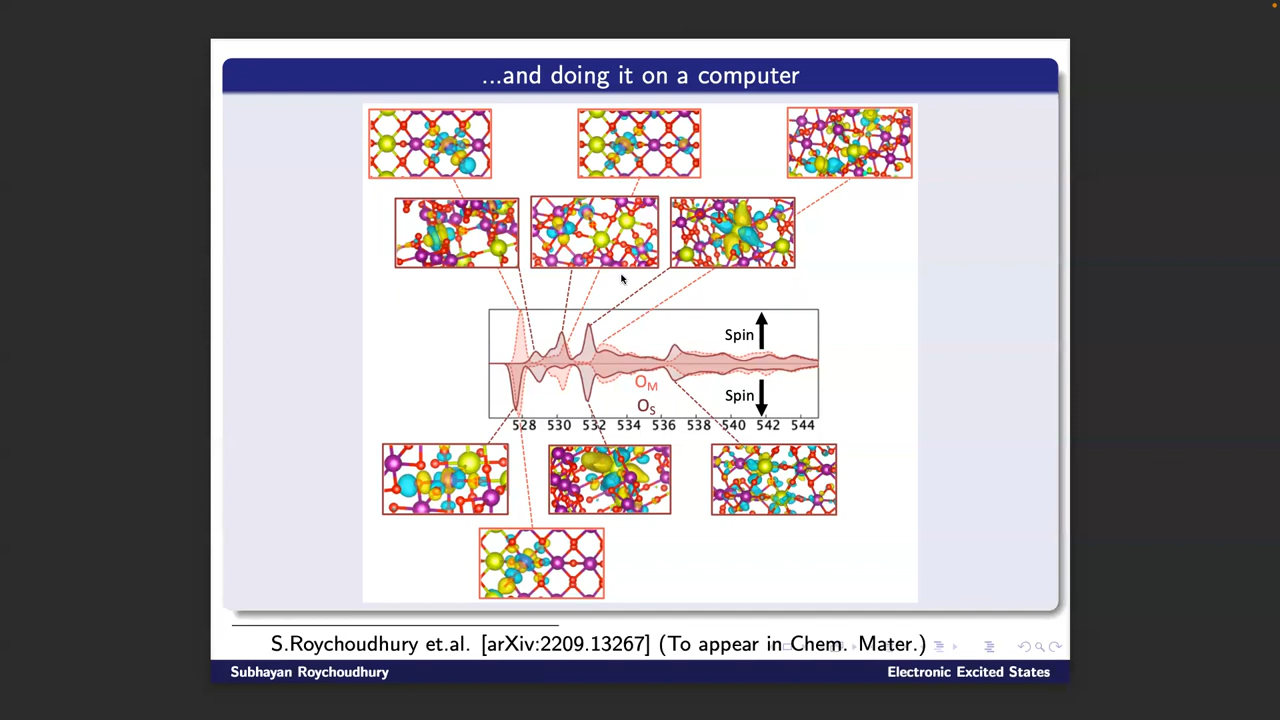 ...and doing it on a computer
Spin
O_M
Spin
O_S
528 530 532 534 536 538 540 542 544
S.Roychoudhury et.al. [arXiv:2209.13267] (To appear in Chem. Mater.)
Subhayan Roychoudhury Electronic Excited States